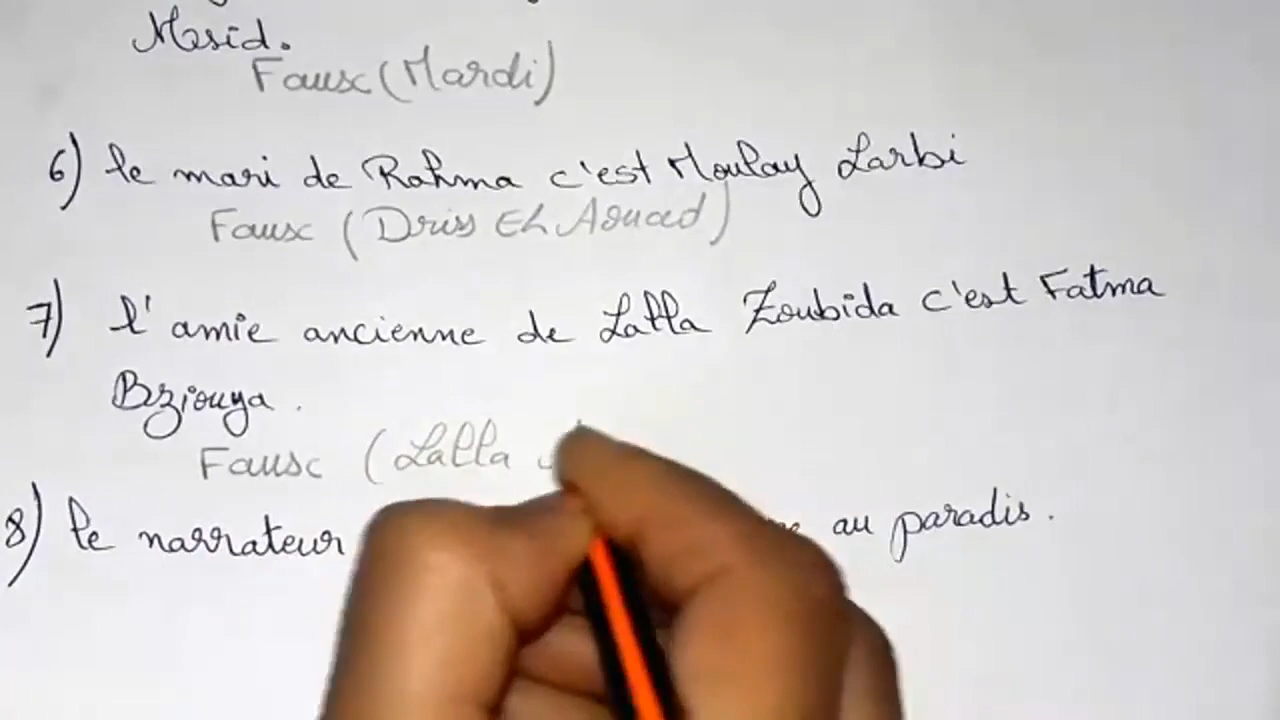 Msid.
Faux (Mardi)
6) le mari de Rahma c'est Moulay Larbi
Faux (Driss El Aouad)
7) l'amie ancienne de Lalla Zoubida c'est Fatma
Bziouya.
Faux (Lalla
8) le narrateur au paradis.